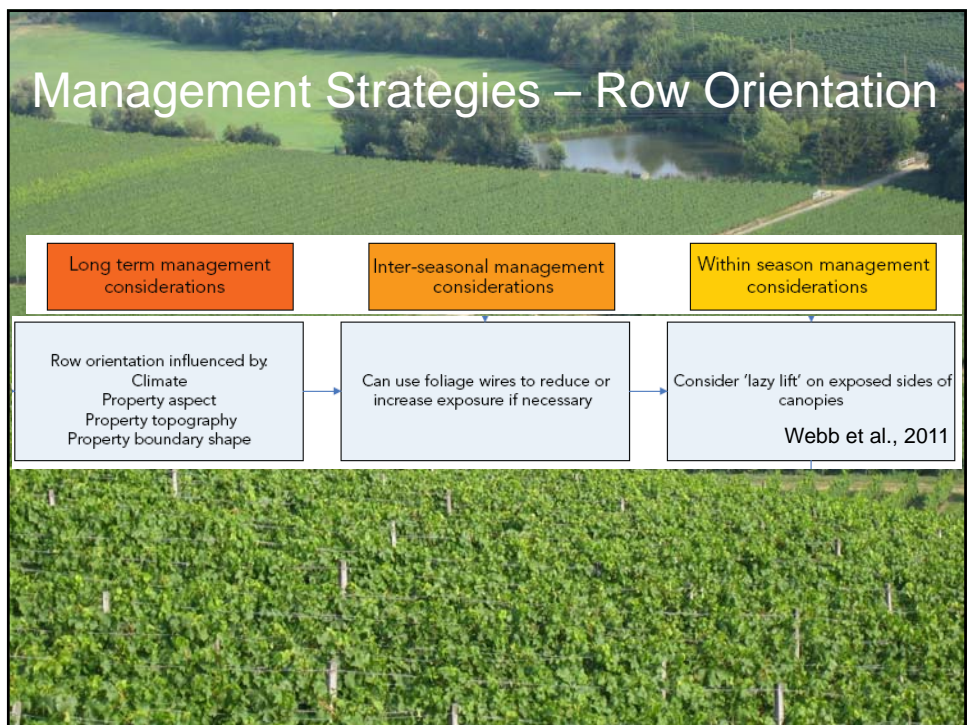 Management Strategies – Row Orientation
Long term management
considerations
Inter-seasonal management
considerations
Within season management
considerations
Row orientation influenced by:
Climate
Property aspect
Property topography
Property boundary shape
Can use foliage wires to reduce or
increase exposure if necessary
Consider 'lazy lift' on exposed sides of
canopies
Webb et al., 2011